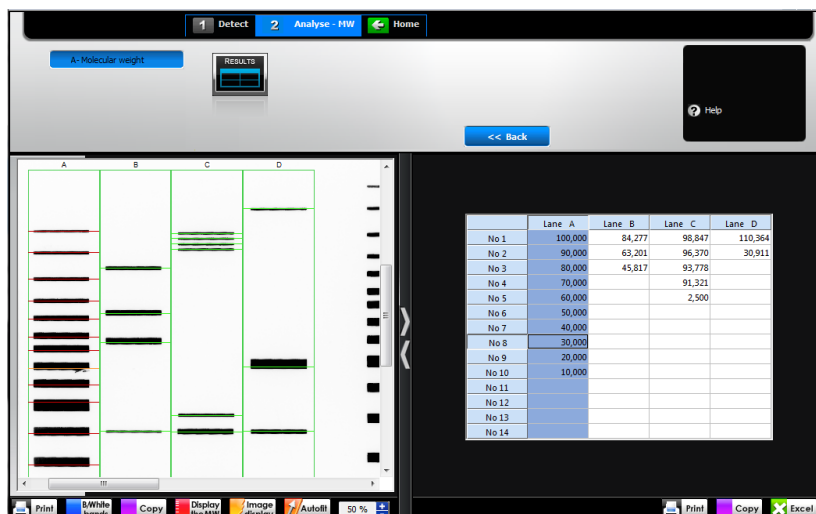 1 Detect 2 Analyse - MW Home
A- Molecular weight
RESULTS
? Help
<< Back
A B C D
Lane A Lane B Lane C Lane D
No 1 100,000 84,277 98,847 110,364
No 2 90,000 63,201 96,370 30,911
No 3 80,000 45,817 93,778
No 4 70,000 91,321
No 5 60,000 2,500
No 6 50,000
No 7 40,000
No 8 30,000
No 9 20,000
No 10 10,000
No 11
No 12
No 13
No 14
Print B/White bands Copy Display the MW Image display Autofit 50 % Print Copy Excel